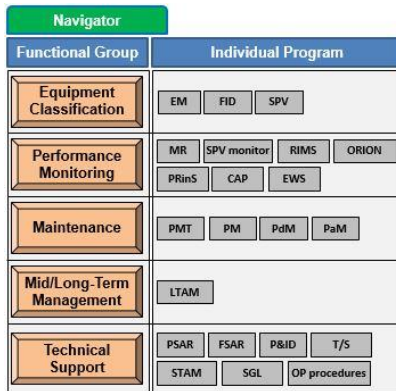 Navigator
Functional Group Individual Program
Equipment
Classification
EM FID SPV
Performance
Monitoring
MR SPV monitor RIMS ORION
PRinS CAP EWS
Maintenance
PMT PM PdM PaM
Mid/Long-Term
Management
LTAM
Technical
Support
PSAR FSAR P&ID T/S
STAM SGL OP procedures